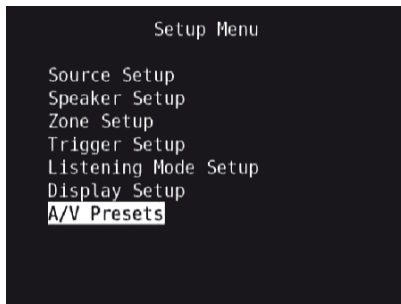 Setup Menu
Source Setup
Speaker Setup
Zone Setup
Trigger Setup
Listening Mode Setup
Display Setup
A/V Presets